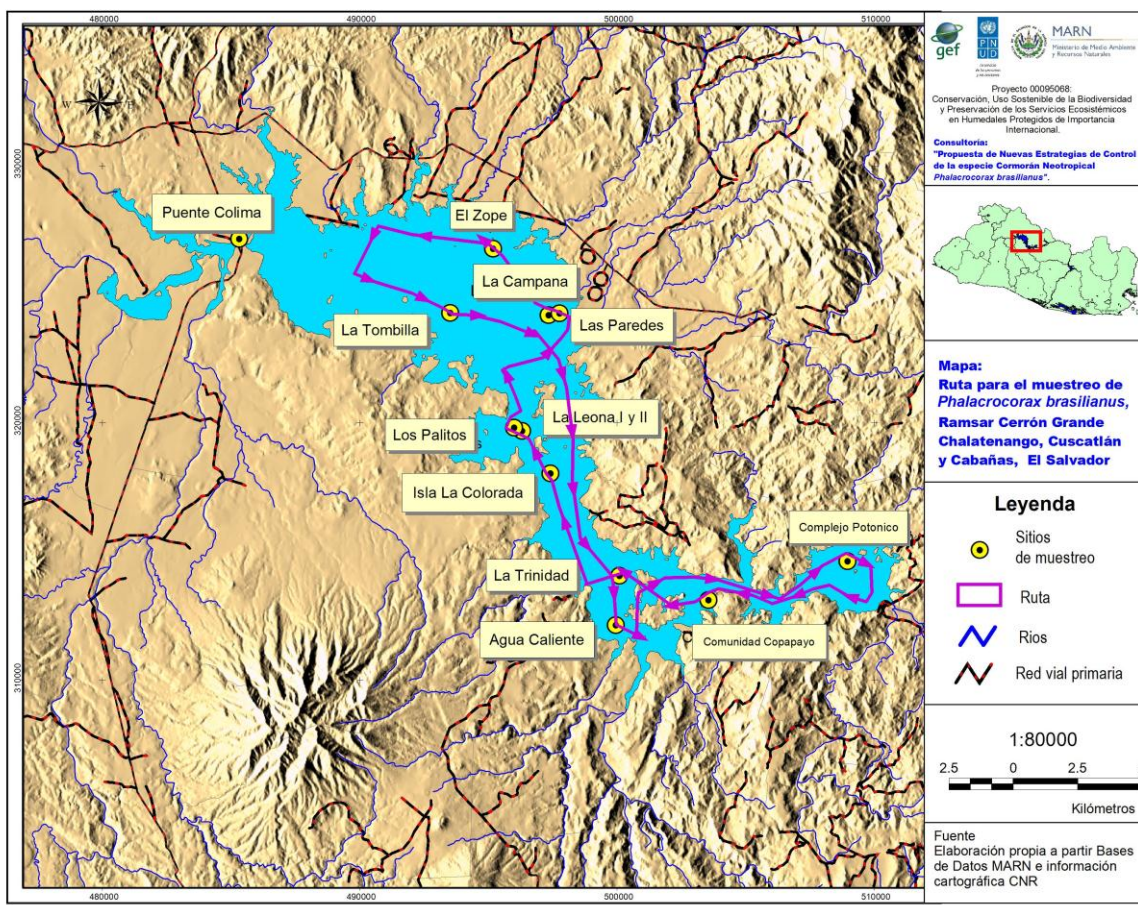 480000
490000
500000
510000
330000
320000
310000
W
E
Puente Colima
El Zope
La Campana
La Tombilla
Las Paredes
La Leona,I y II
Los Palitos
Isla La Colorada
Complejo Potonico
La Trinidad
Agua Caliente
Comunidad Copapayo
480000
490000
500000
510000
gef
P N
U D
MARN
Ministerio de Medio Ambiente
y Recursos Naturales
Proyecto 00095068:
Conservación, Uso Sostenible de la Biodiversidad
y Preservación de los Servicios Ecosistémicos
en Humedales Protegidos de Importancia
Internacional.
Consultoría:
"Propuesta de Nuevas Estrategias de Control
de la especie Cormorán Neotropical
Phalacrocorax brasilianus".
Mapa:
Ruta para el muestreo de
Phalacrocorax brasilianus,
Ramsar Cerrón Grande
Chalatenango, Cuscatlán
y Cabañas, El Salvador
Leyenda
Sitios
de muestreo
Ruta
Rios
Red vial primaria
1:80000
2.5 0 2.5
Kilómetros
Fuente
Elaboración propia a partir Bases
de Datos MARN e información
cartográfica CNR